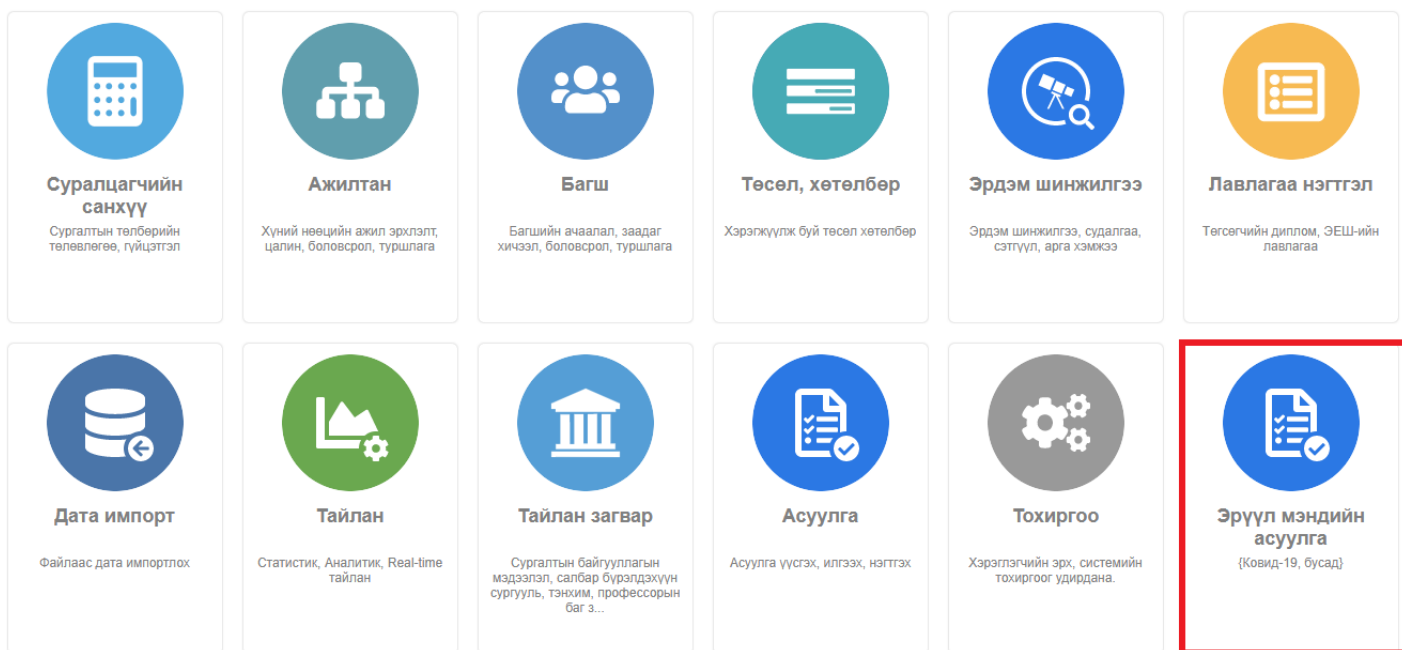 Суралцагчийн
санхүү
Сургалтын төлбөрийн
төлөвлөгөө, гүйцэтгэл
Ажилтан
Хүний нөөцийн ажил эрхлэлт,
цалин, боловсрол, туршлага
Багш
Багшийн ачаалал, заадаг
хичээл, боловсрол, туршлага
Төсөл, хөтөлбөр
Хэрэгжүүлж буй төсөл хөтөлбөр
Эрдэм шинжилгээ
Эрдэм шинжилгээ, судалгаа,
сэтгүүл, арга хэмжээ
Лавлагаа нэгтгэл
Төгсөгчийн диплом, ЭЕШ-ийн
лавлагаа
Дата импорт
Файлаас дата импортлох
Тайлан
Статистик, Аналитик, Real-time
тайлан
Тайлан загвар
Сургалтын байгууллагын
мэдээлэл, салбар бүрэлдэхүүн
сургууль, тэнхим, профессорын
баг з...
Асуулга
Асуулга үүсгэх, илгээх, нэгтгэх
Тохиргоо
Хэрэглэгчийн эрх, системийн
тохиргоог удирдана.
Эрүүл мэндийн
асуулга
{Ковид-19, бусад}